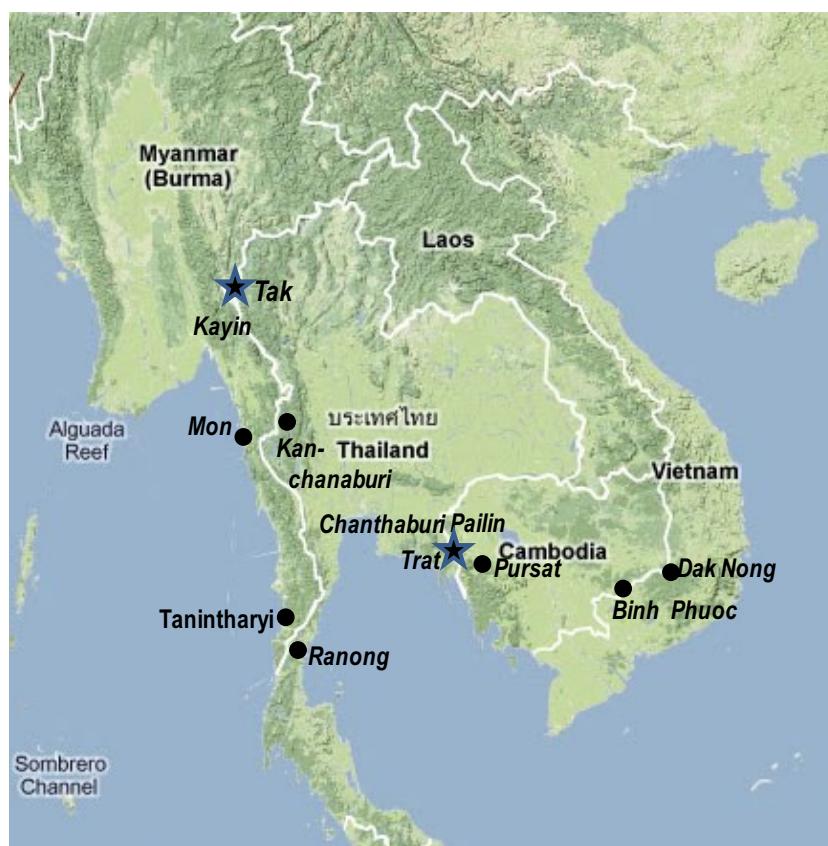 Myanmar
(Burma)
Laos
Tak
Kayin
Alguada
Reef
Mon
บระเทศไทย
Kan-
Thailand
chanaburi
Vietnam
Chanthaburi Pailin
Trat
Cambodia
Pursat
Dak Nong
Binh Phuoc
Tanintharyi
Ranong
Sombrero
Channel